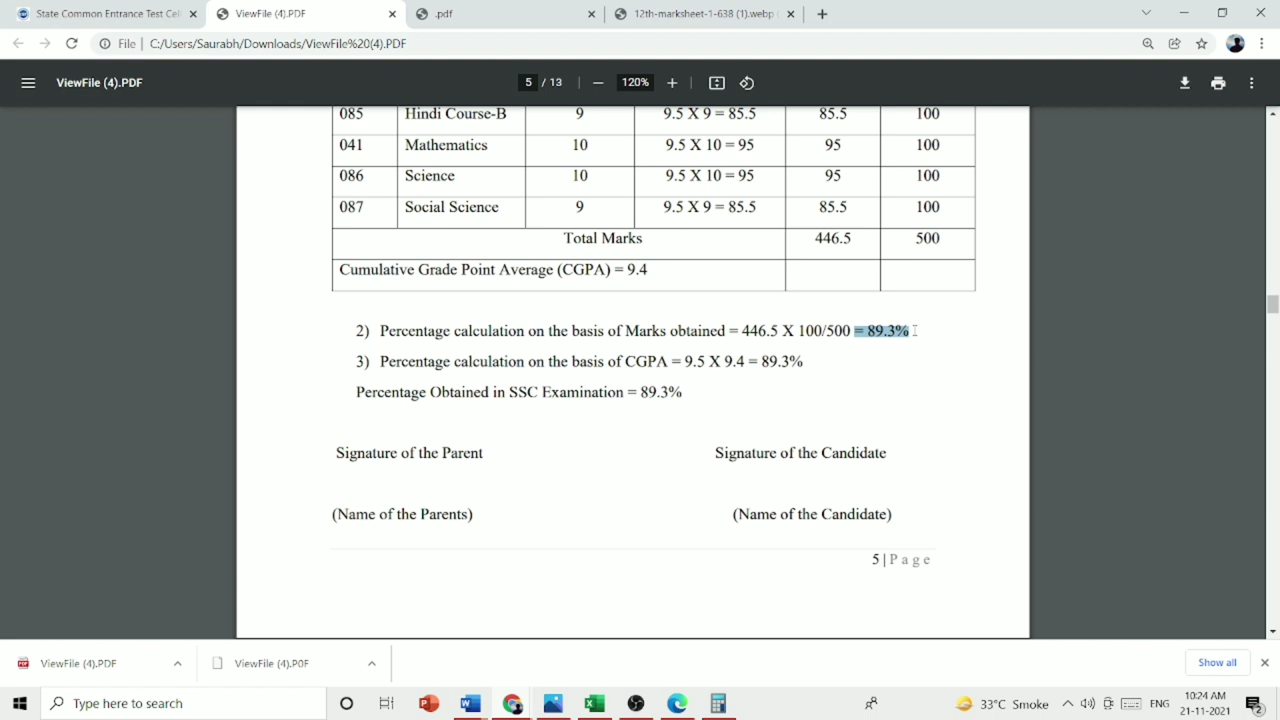 State Common Entrance Test Cell
ViewFile (4).PDF
.pdf
12th-marksheet-1-638 (1).webp
File C:/Users/Saurabh/Downloads/ViewFile%20(4).PDF
ViewFile (4).PDF
5 / 13
120%
085 Hindi Course-B 9 9.5 X 9 = 85.5 85.5 100
041 Mathematics 10 9.5 X 10 = 95 95 100
086 Science 10 9.5 X 10 = 95 95 100
087 Social Science 9 9.5 X 9 = 85.5 85.5 100
Total Marks 446.5 500
Cumulative Grade Point Average (CGPA) = 9.4
2) Percentage calculation on the basis of Marks obtained = 446.5 X 100/500 = 89.3%
3) Percentage calculation on the basis of CGPA = 9.5 X 9.4 = 89.3%
Percentage Obtained in SSC Examination = 89.3%
Signature of the Parent Signature of the Candidate
(Name of the Parents) (Name of the Candidate)
5 | P a g e
ViewFile (4).PDF
ViewFile (4).P0F
Show all
Type here to search
33°C Smoke
ENG
10:24 AM
21-11-2021
2